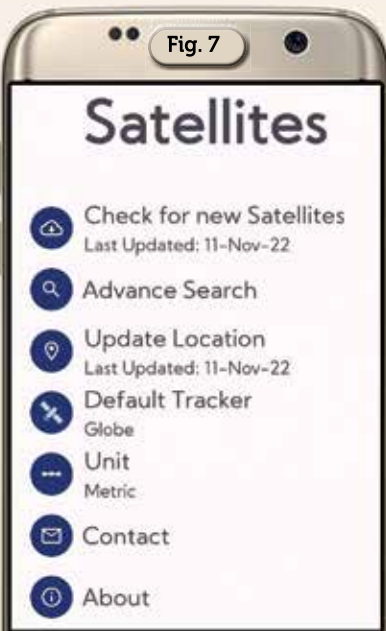 Fig. 7
Satellites
Check for new Satellites
Last Updated: 11-Nov-22
Advance Search
Update Location
Last Updated: 11-Nov-22
Default Tracker
Globe
Unit
Metric
Contact
About